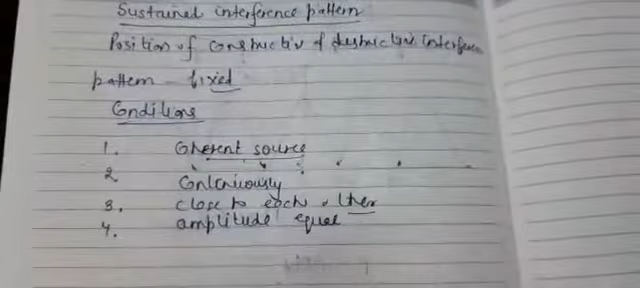 Sustained interference pattern
Position of constructiv & destructive interference
pattern fixed
Conditions
1. Coherent source
2 Continuously
3. close to each other
4. amplitude equal